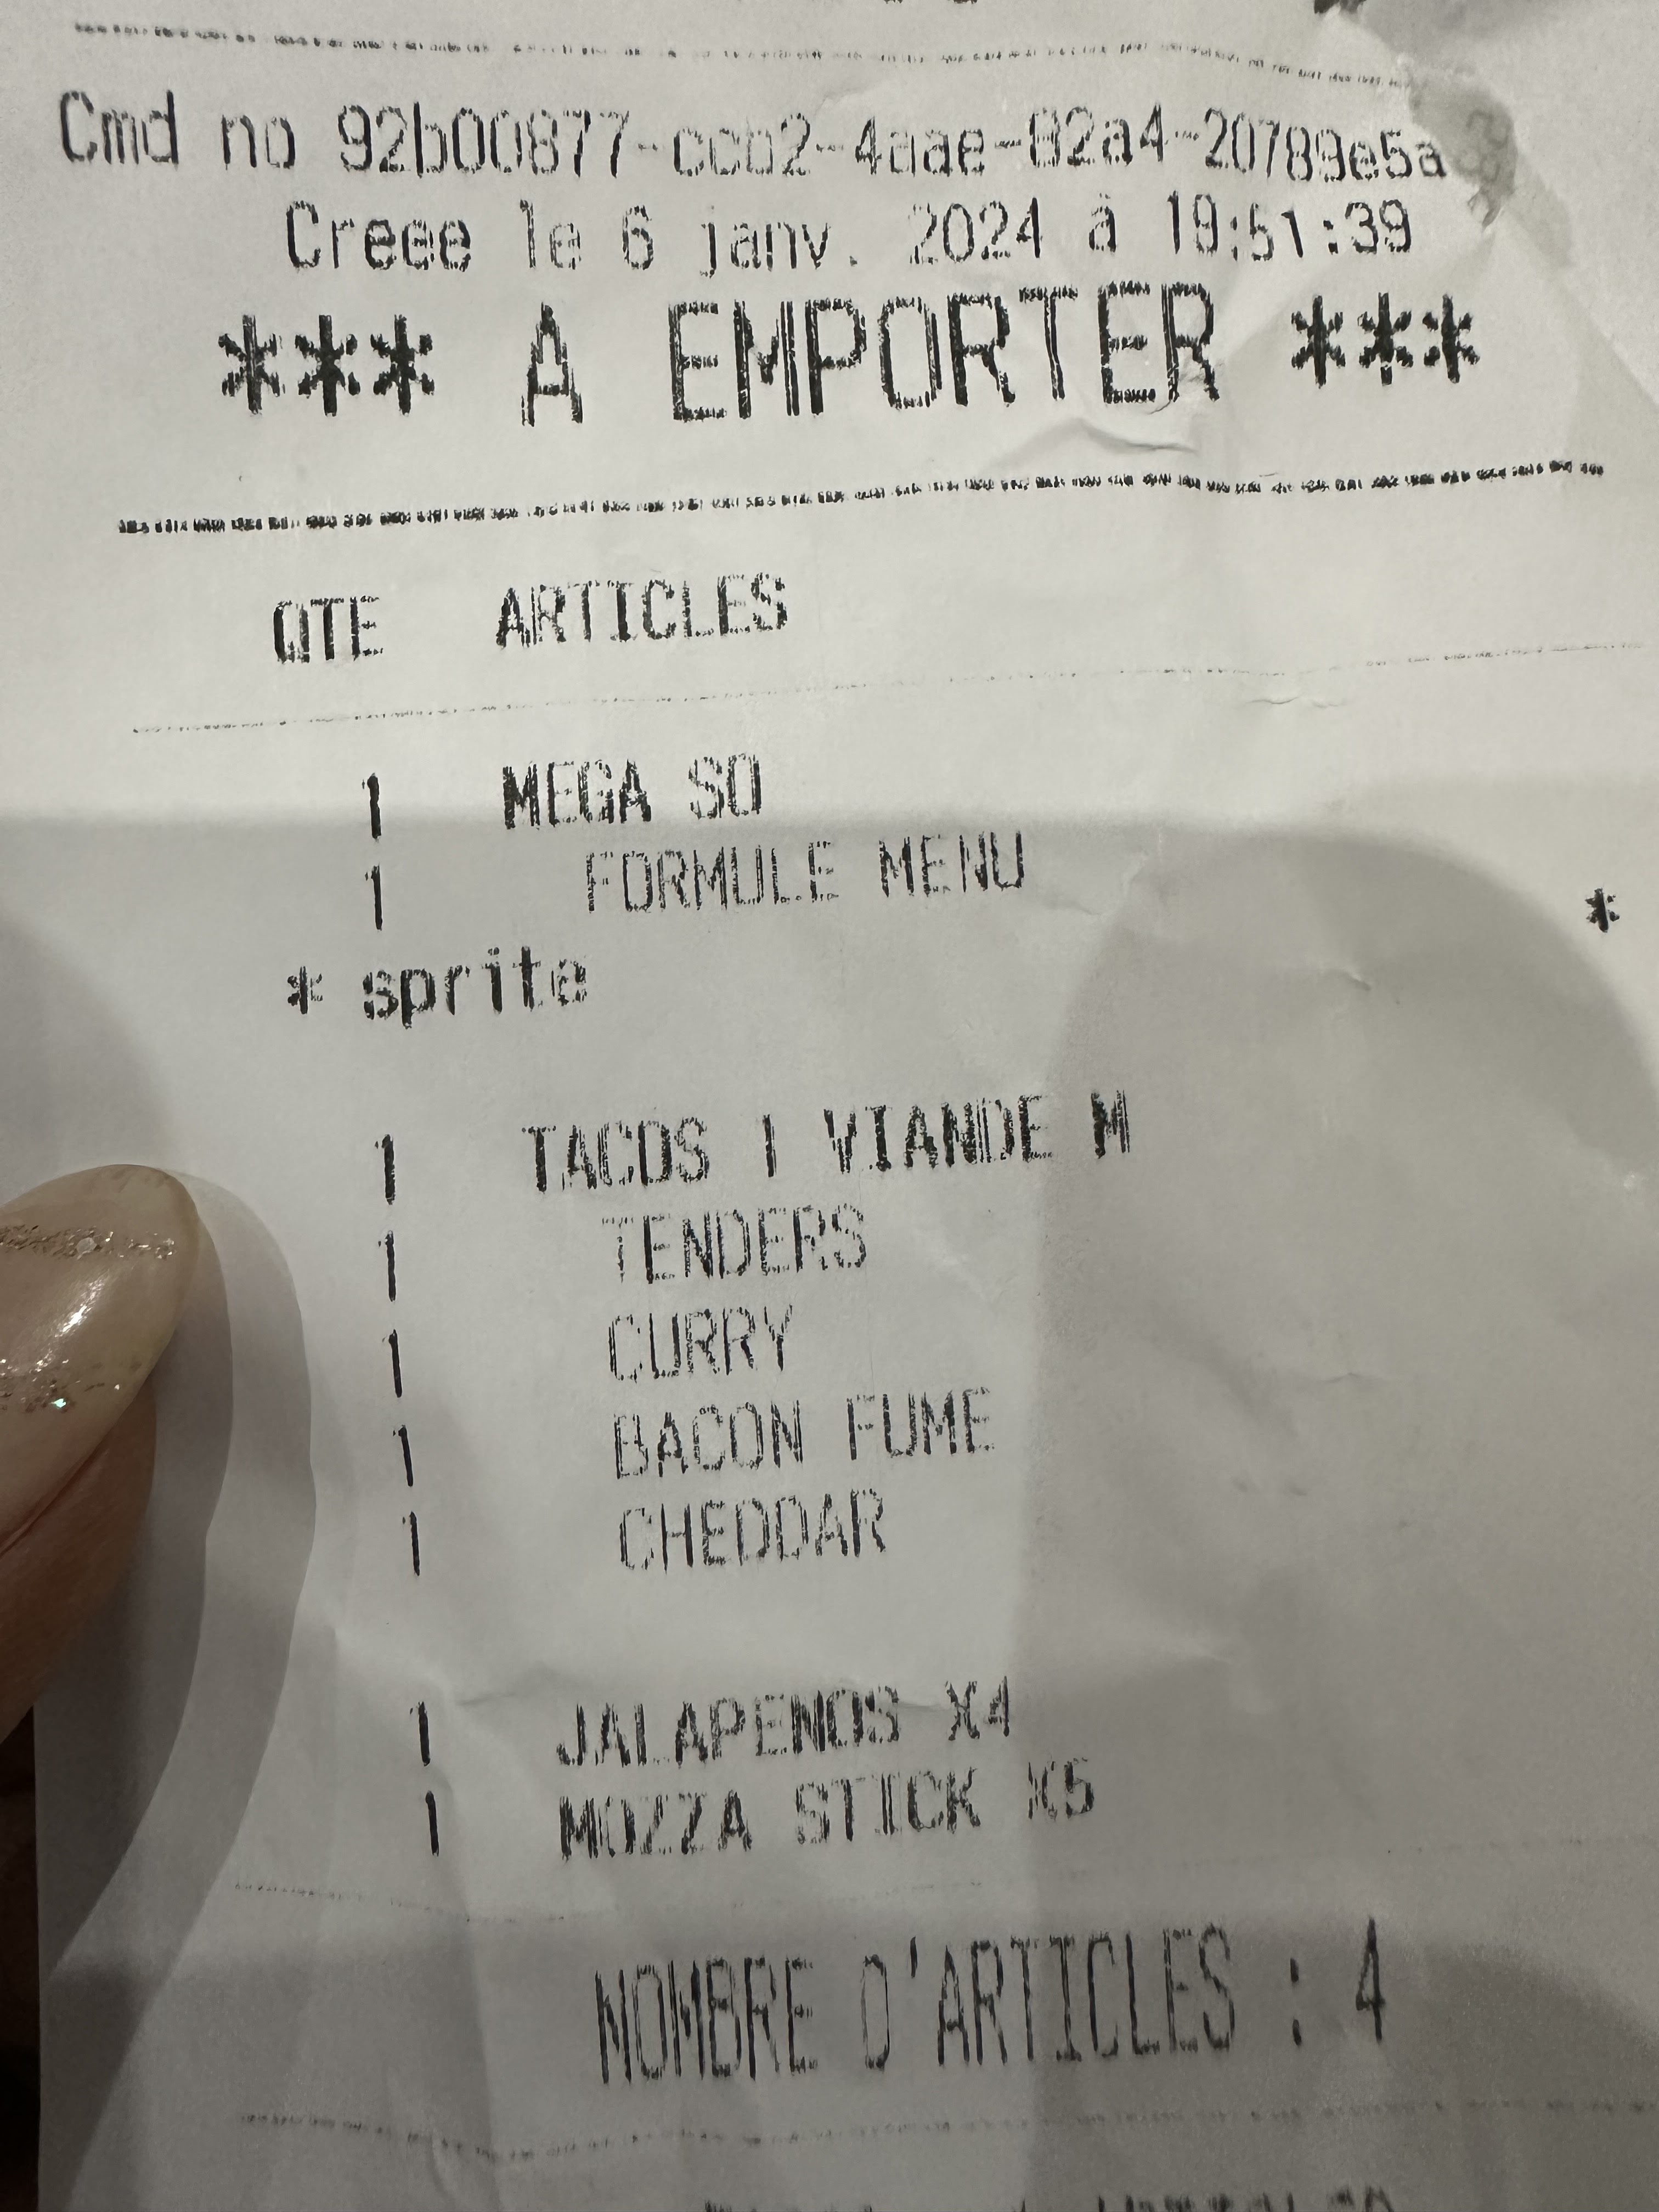 Cmd no 92b00877-ccb2-4aae-82a4-20789e5a
Creee le 6 janv. 2024 à 19:51:39
*** A EMPORTER ***
QTE ARTICLES
1 MEGA SO
1 FORMULE MENU
* sprite *
1 TACOS 1 VIANDE M
1 TENDERS
1 CURRY
1 BACON FUME
1 CHEDDAR
1 JALAPENOS X4
1 MOZZA STICK X5
NOMBRE D'ARTICLES : 4